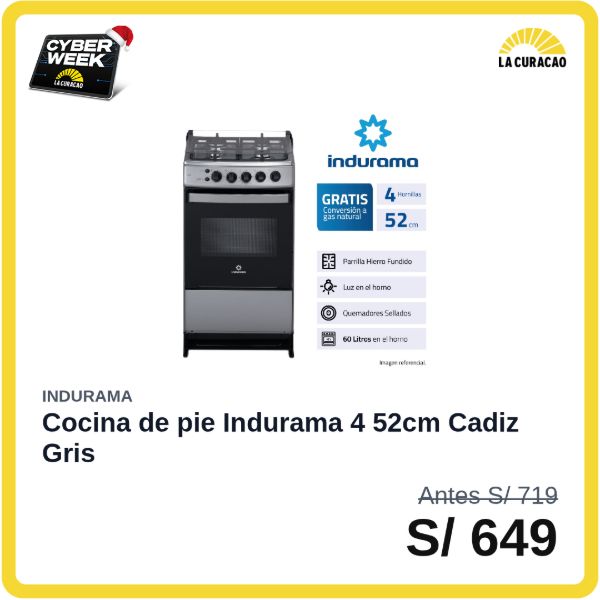 CYBER
WEEK
LA CURACAO
LA CURACAO
indurama
GRATIS
Conversión a
gas natural
4 Hornillas
52 cm
Parrilla Hierro Fundido
Luz en el horno
Quemadores Sellados
60 Litros en el horno
Imagen referencial.
INDURAMA
INDURAMA
Cocina de pie Indurama 4 52cm Cadiz
Gris
Antes S/ 719
S/ 649